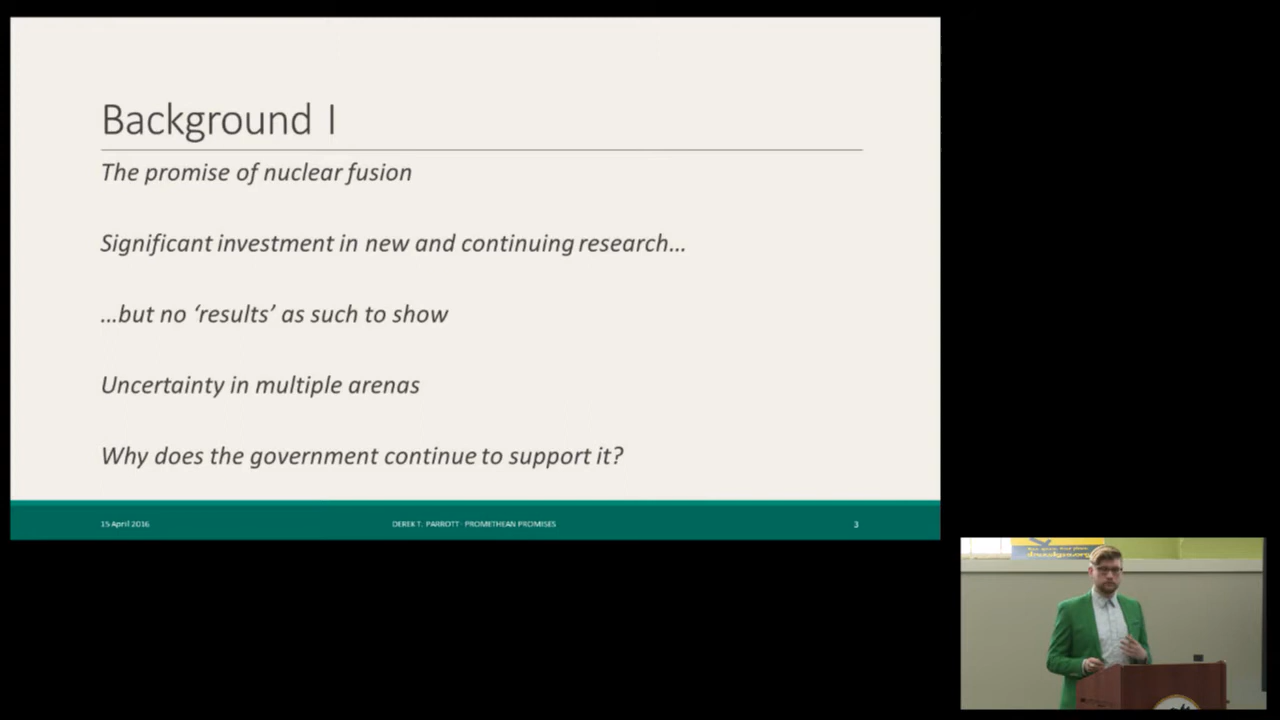 Background I
The promise of nuclear fusion
Significant investment in new and continuing research...
...but no ‘results’ as such to show
Uncertainty in multiple arenas
Why does the government continue to support it?
15 April 2016
DEREK T. PARROTT · PROMETHEAN PROMISES
3